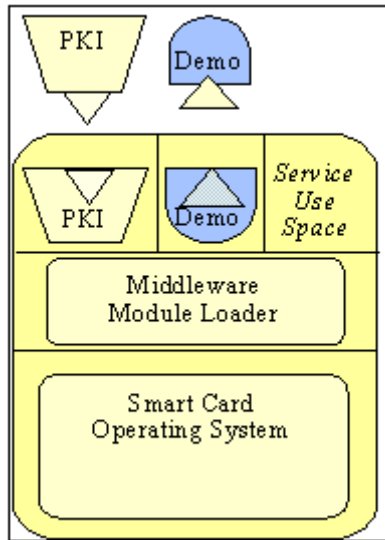 PKI
Demo
PKI
Demo
Service
Use
Space
Middleware
Module Loader
Smart Card
Operating System